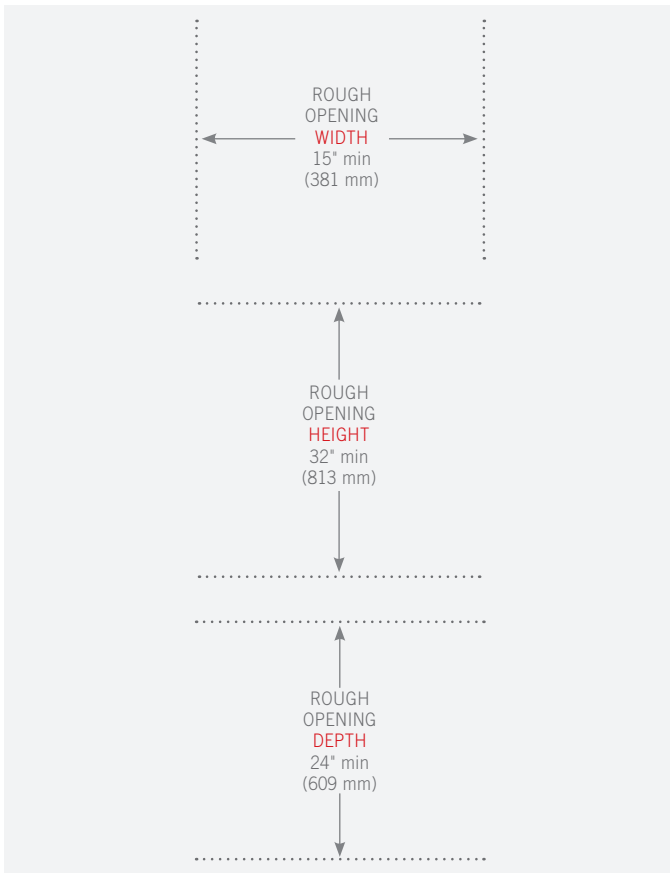 ROUGH
OPENING
WIDTH
15" min
(381 mm)
ROUGH
OPENING
HEIGHT
32" min
(813 mm)
ROUGH
OPENING
DEPTH
24" min
(609 mm)